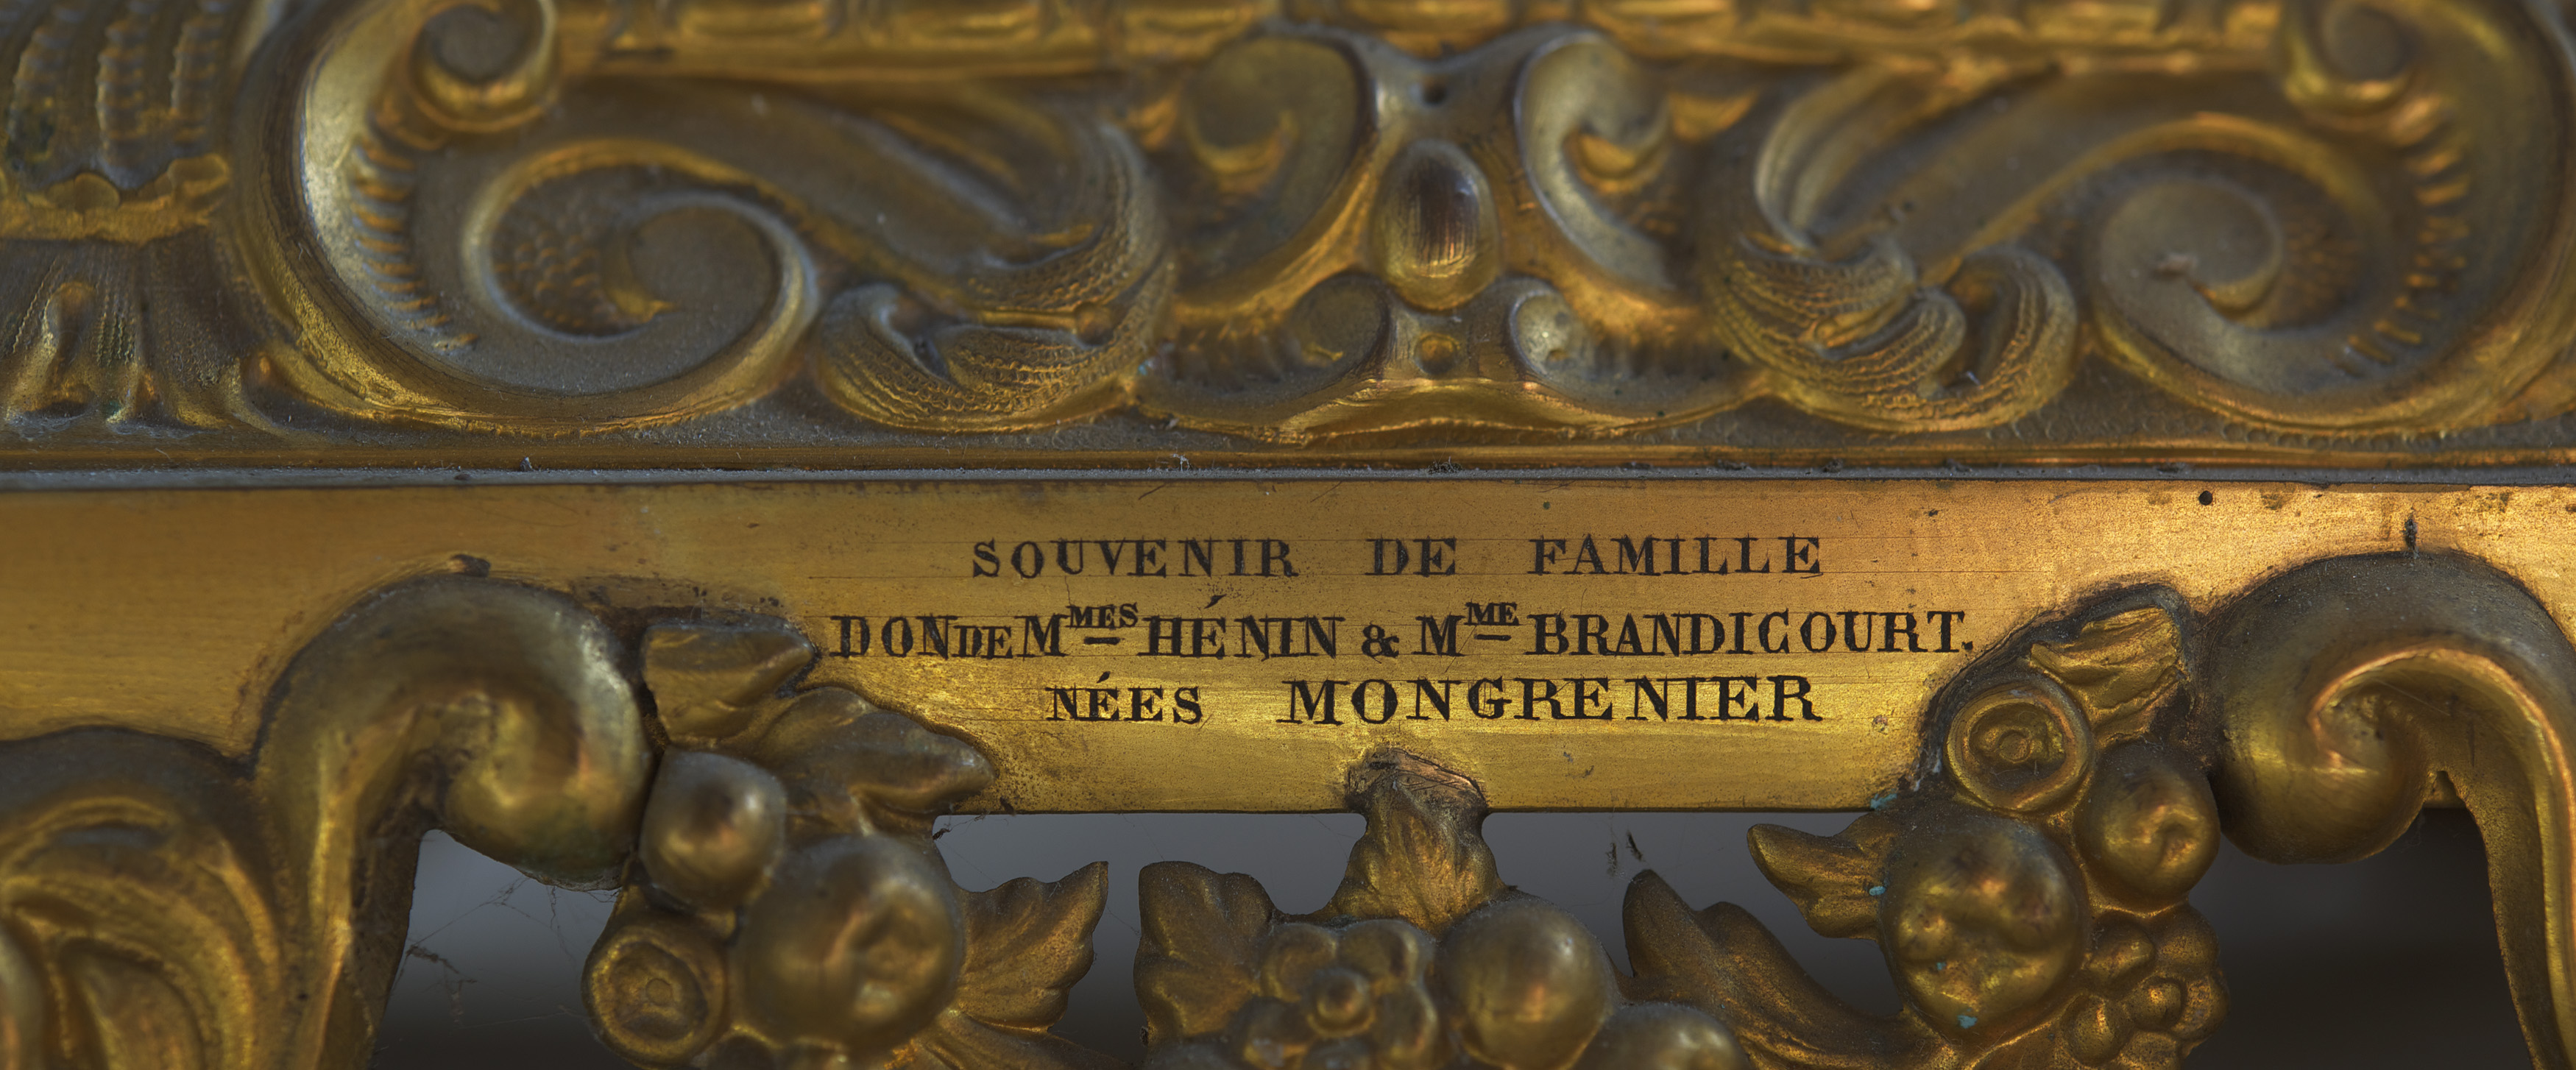 SOUVENIR DE FAMILLE
DON DE Mᴹᴱˢ HÉNIN & Mᴹᴱ BRANDICOURT.
NÉES MONGRENIER